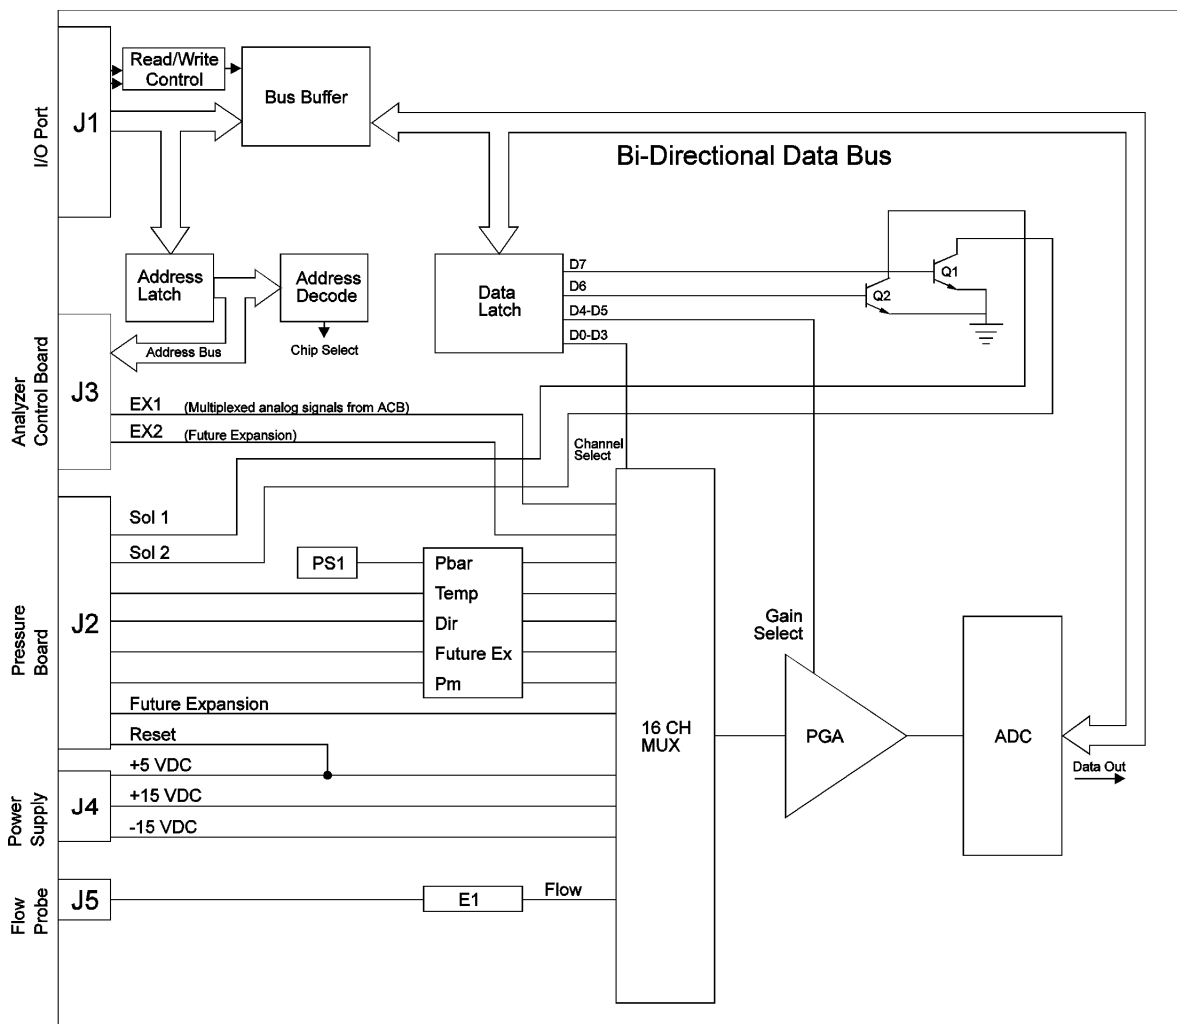 I/O Port
J1
Read/Write
Control
Bus Buffer
Bi-Directional Data Bus
Address
Latch
Address
Decode
Chip Select
Address Bus
Data
Latch
D7
D6
D4-D5
D0-D3
Q1
Q2
Analyzer
Control Board
J3
EX1
(Multiplexed analog signals from ACB)
EX2
(Future Expansion)
Channel
Select
Pressure
Board
J2
Sol 1
Sol 2
PS1
Pbar
Temp
Dir
Future Ex
Pm
Future Expansion
Reset
Gain
Select
16 CH
MUX
PGA
ADC
Data Out
Power
Supply
J4
+5 VDC
+15 VDC
-15 VDC
Flow
Probe
J5
E1
Flow